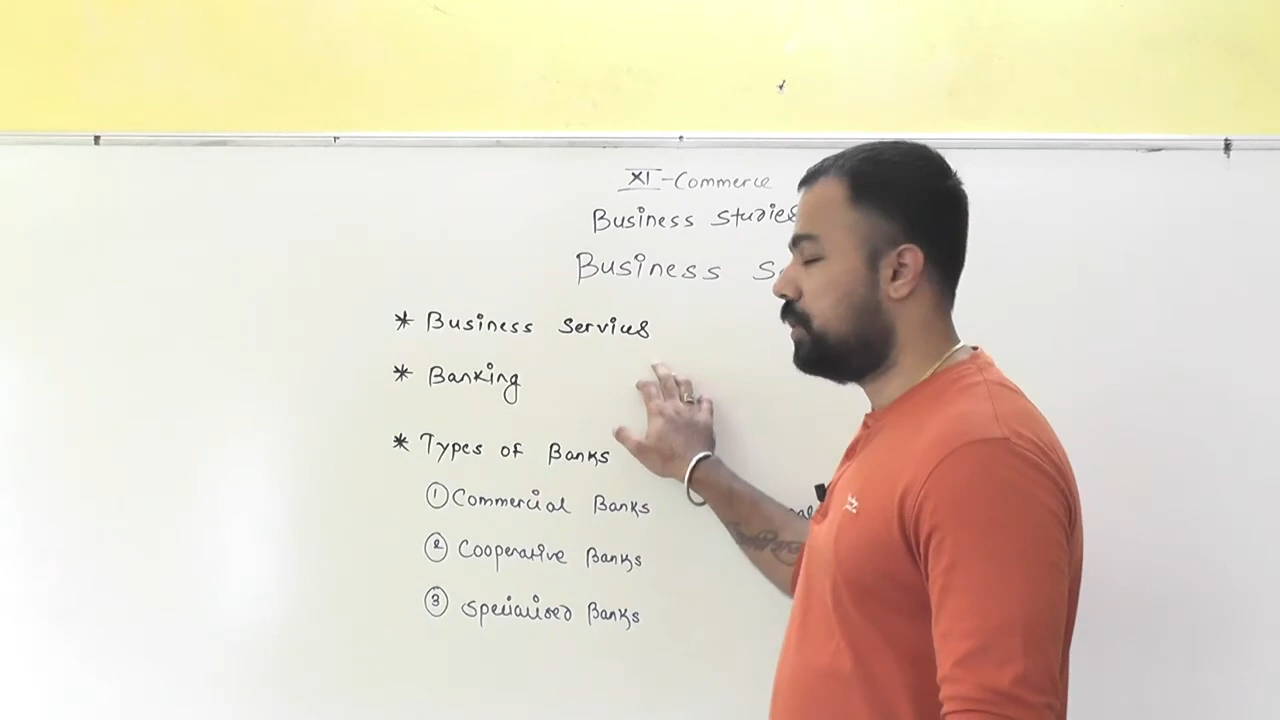 XI-Commerce
Business Studies
Business
* Business Services
* Banking
* Types of Banks
① Commercial Banks
② Cooperative Banks
③ Specialised Banks